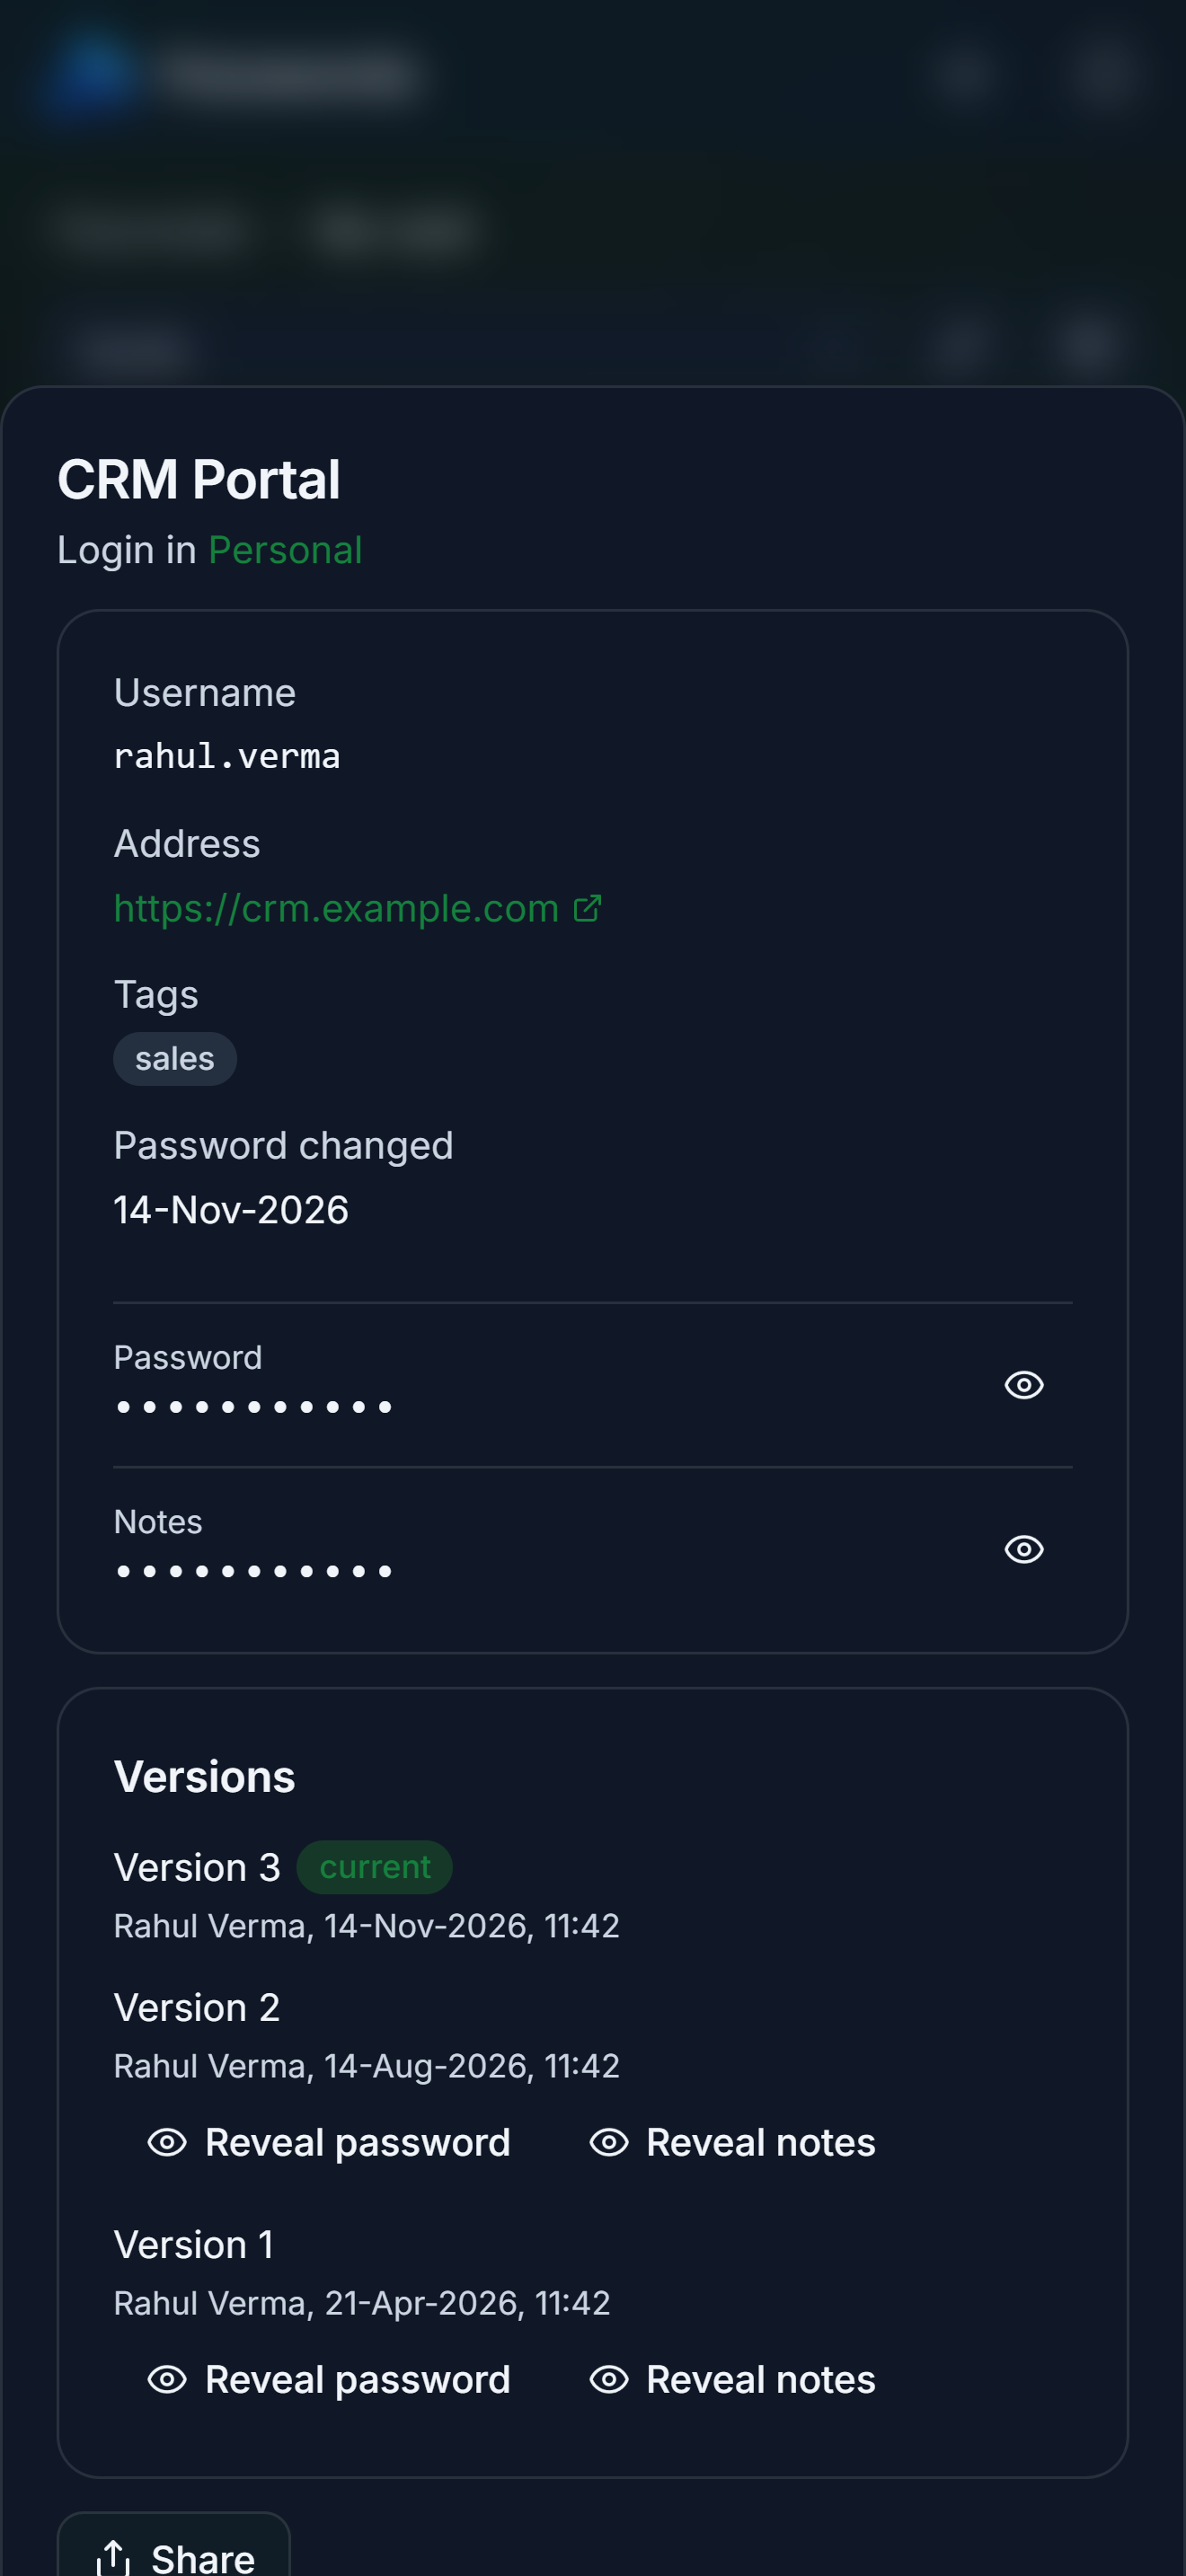 CRM Portal
Login in Personal
Username
rahul.verma
Address
https://crm.example.com
Tags
sales
Password changed
14-Nov-2026
Password
•••••••••••
Notes
•••••••••••
Versions
Version 3 current
Rahul Verma, 14-Nov-2026, 11:42
Version 2
Rahul Verma, 14-Aug-2026, 11:42
Reveal password Reveal notes
Version 1
Rahul Verma, 21-Apr-2026, 11:42
Reveal password Reveal notes
Share